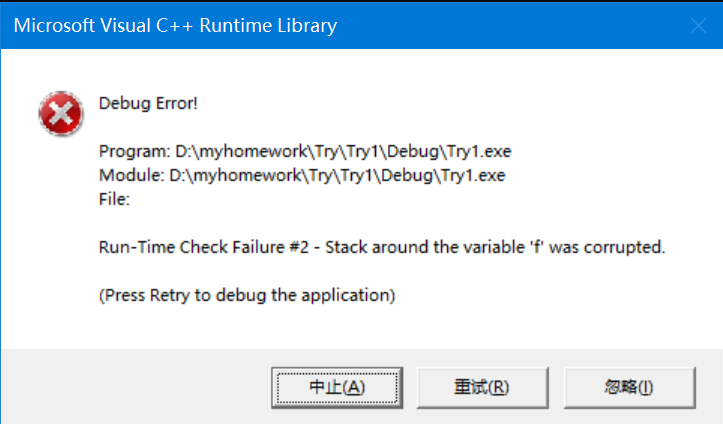 Microsoft Visual C++ Runtime Library
Debug Error!
Program: D:\myhomework\Try\Try1\Debug\Try1.exe
Module: D:\myhomework\Try\Try1\Debug\Try1.exe
File:
Run-Time Check Failure #2 - Stack around the variable 'f' was corrupted.
(Press Retry to debug the application)
中止(A) 重试(R) 忽略(I)